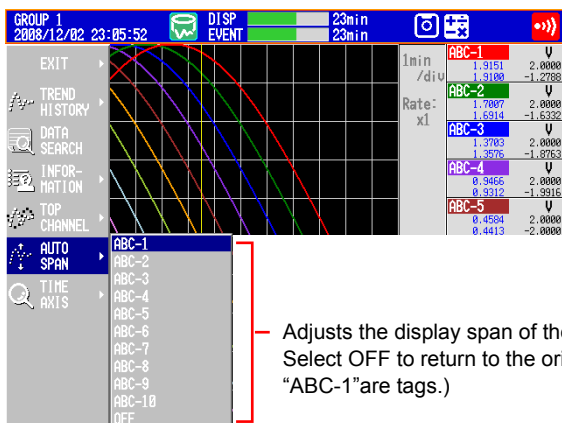 GROUP 1
2008/12/02 23:05:52
DISP 23min
EVENT 23min
EXIT
TREND
HISTORY
DATA
SEARCH
INFOR-
MATION
TOP
CHANNEL
AUTO
SPAN
TIME
AXIS
1min
/div
Rate:
x1
ABC-1 V
1.9151 2.0000
1.9100 -1.2788
ABC-2 V
1.7007 2.0000
1.6914 -1.6332
ABC-3 V
1.3703 2.0000
1.3576 -1.8763
ABC-4 V
0.9466 2.0000
0.9312 -1.9916
ABC-5 V
0.4584 2.0000
0.4413 -2.0000
ABC-1
ABC-2
ABC-3
ABC-4
ABC-5
ABC-6
ABC-7
ABC-8
ABC-9
ABC-10
OFF
Adjusts the display span of the
Select OFF to return to the ori
“ABC-1”are tags.)